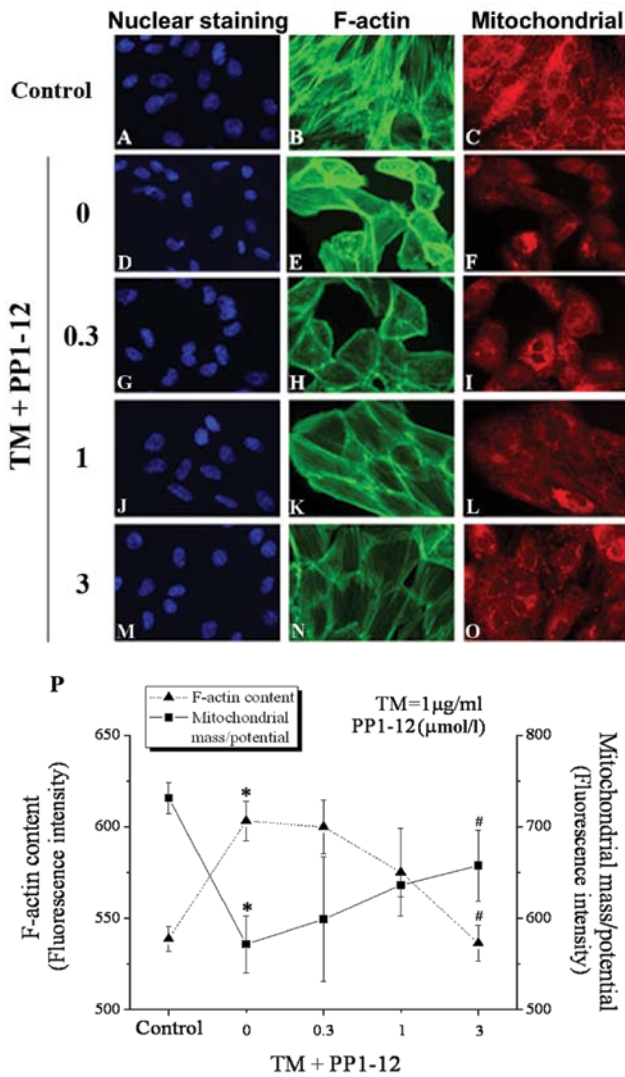 Nuclear staining F-actin Mitochondrial
Control
A B C
TM + PP1-12
0
D E F
0.3
G H I
1
J K L
3
M N O
P
F-actin content
Mitochondrial
mass/potential
TM=1μg/ml
PP1-12(μmol/l)
F-actin content
(Fluorescence intensity)
650
600
550
500
800
700
600
500
Mitochondrial mass/potential
(Fluorescence intensity)
*
*
#
#
Control 0 0.3 1 3
TM + PP1-12